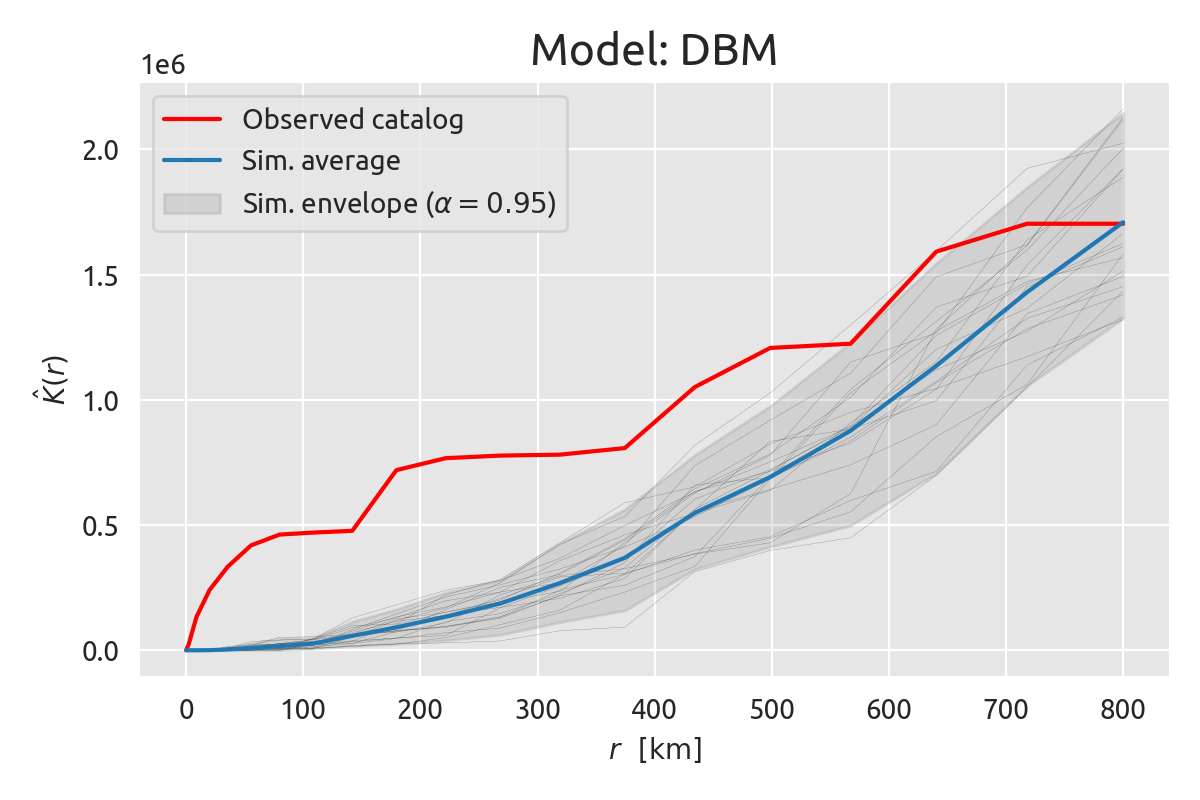 Model: DBM
1e6
Observed catalog
Sim. average
Sim. envelope (α = 0.95)
2.0
1.5
1.0
0.5
0.0
K̂(r)
0 100 200 300 400 500 600 700 800
r [km]